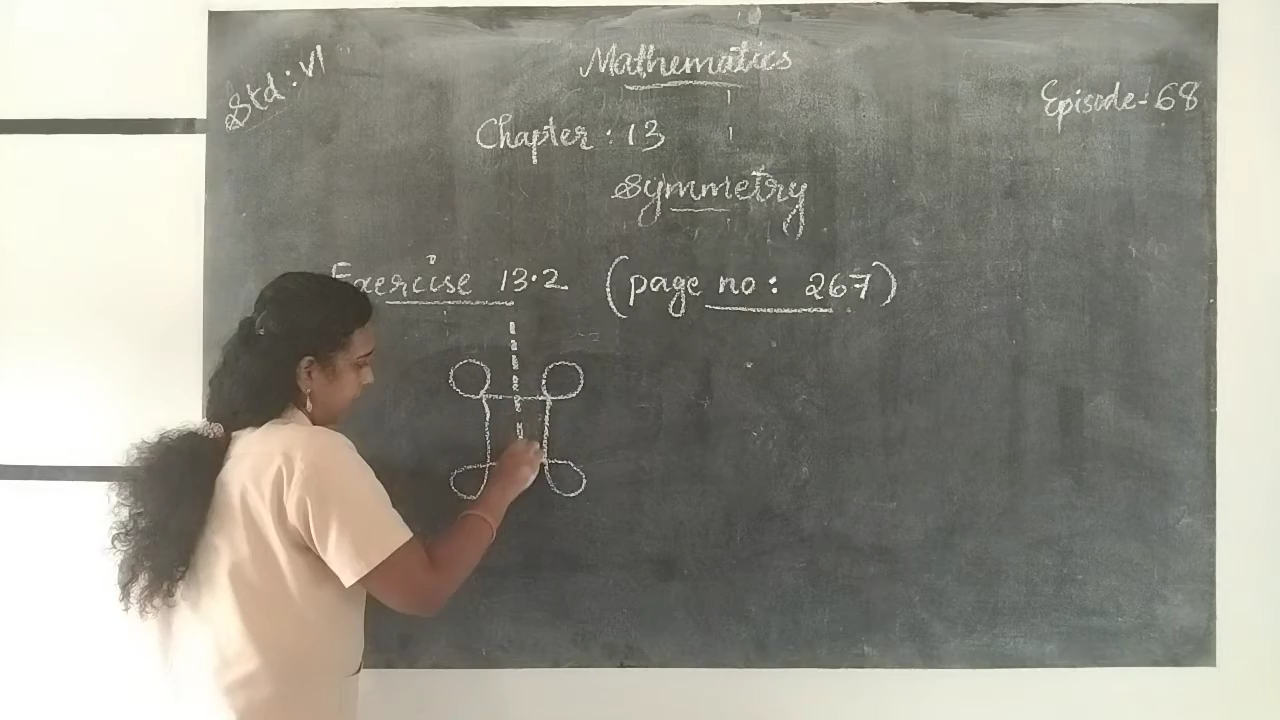 Std: VI
Mathematics
Episode-68
Chapter: 13
Symmetry
Exercise 13.2 (page no: 267)